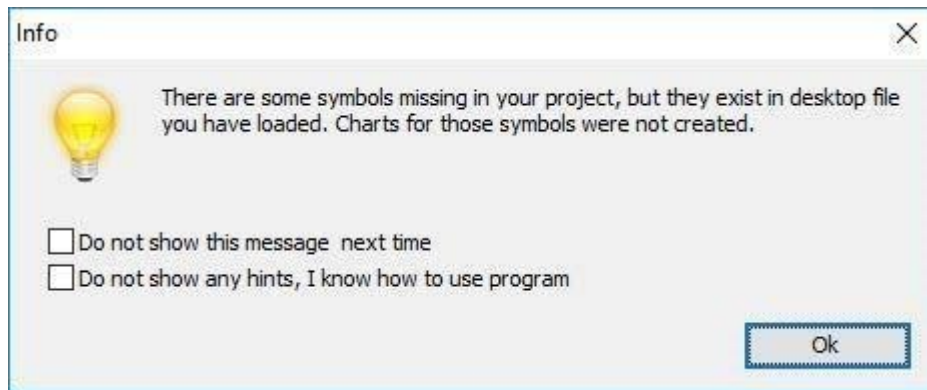 Info
There are some symbols missing in your project, but they exist in desktop file
you have loaded. Charts for those symbols were not created.
Do not show this message  next time
Do not show any hints, I know how to use program
Ok